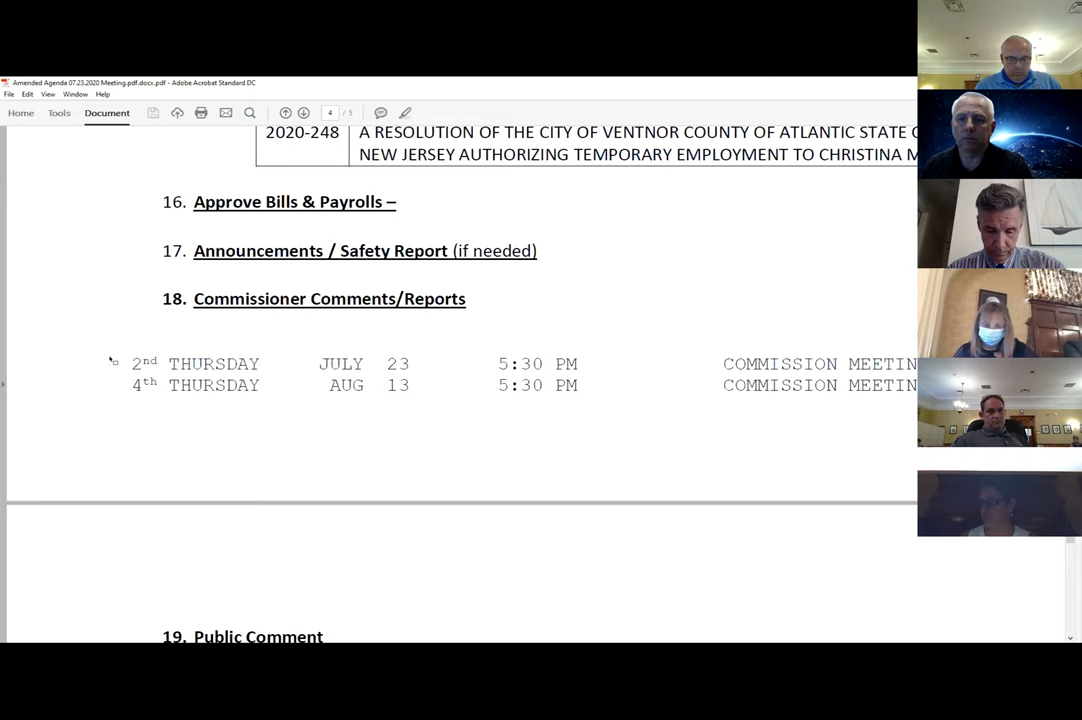 Amended Agenda 07.23.2020 Meeting.pdf.docx.pdf - Adobe Acrobat Standard DC
File Edit View Window Help
Home Tools Document 4 / 5
2020-248 A RESOLUTION OF THE CITY OF VENTNOR COUNTY OF ATLANTIC STATE
NEW JERSEY AUTHORIZING TEMPORARY EMPLOYMENT TO CHRISTINA
16. Approve Bills & Payrolls –
17. Announcements / Safety Report (if needed)
18. Commissioner Comments/Reports
2nd THURSDAY JULY 23 5:30 PM COMMISSION MEETIN
4th THURSDAY AUG 13 5:30 PM COMMISSION MEETIN
19. Public Comment